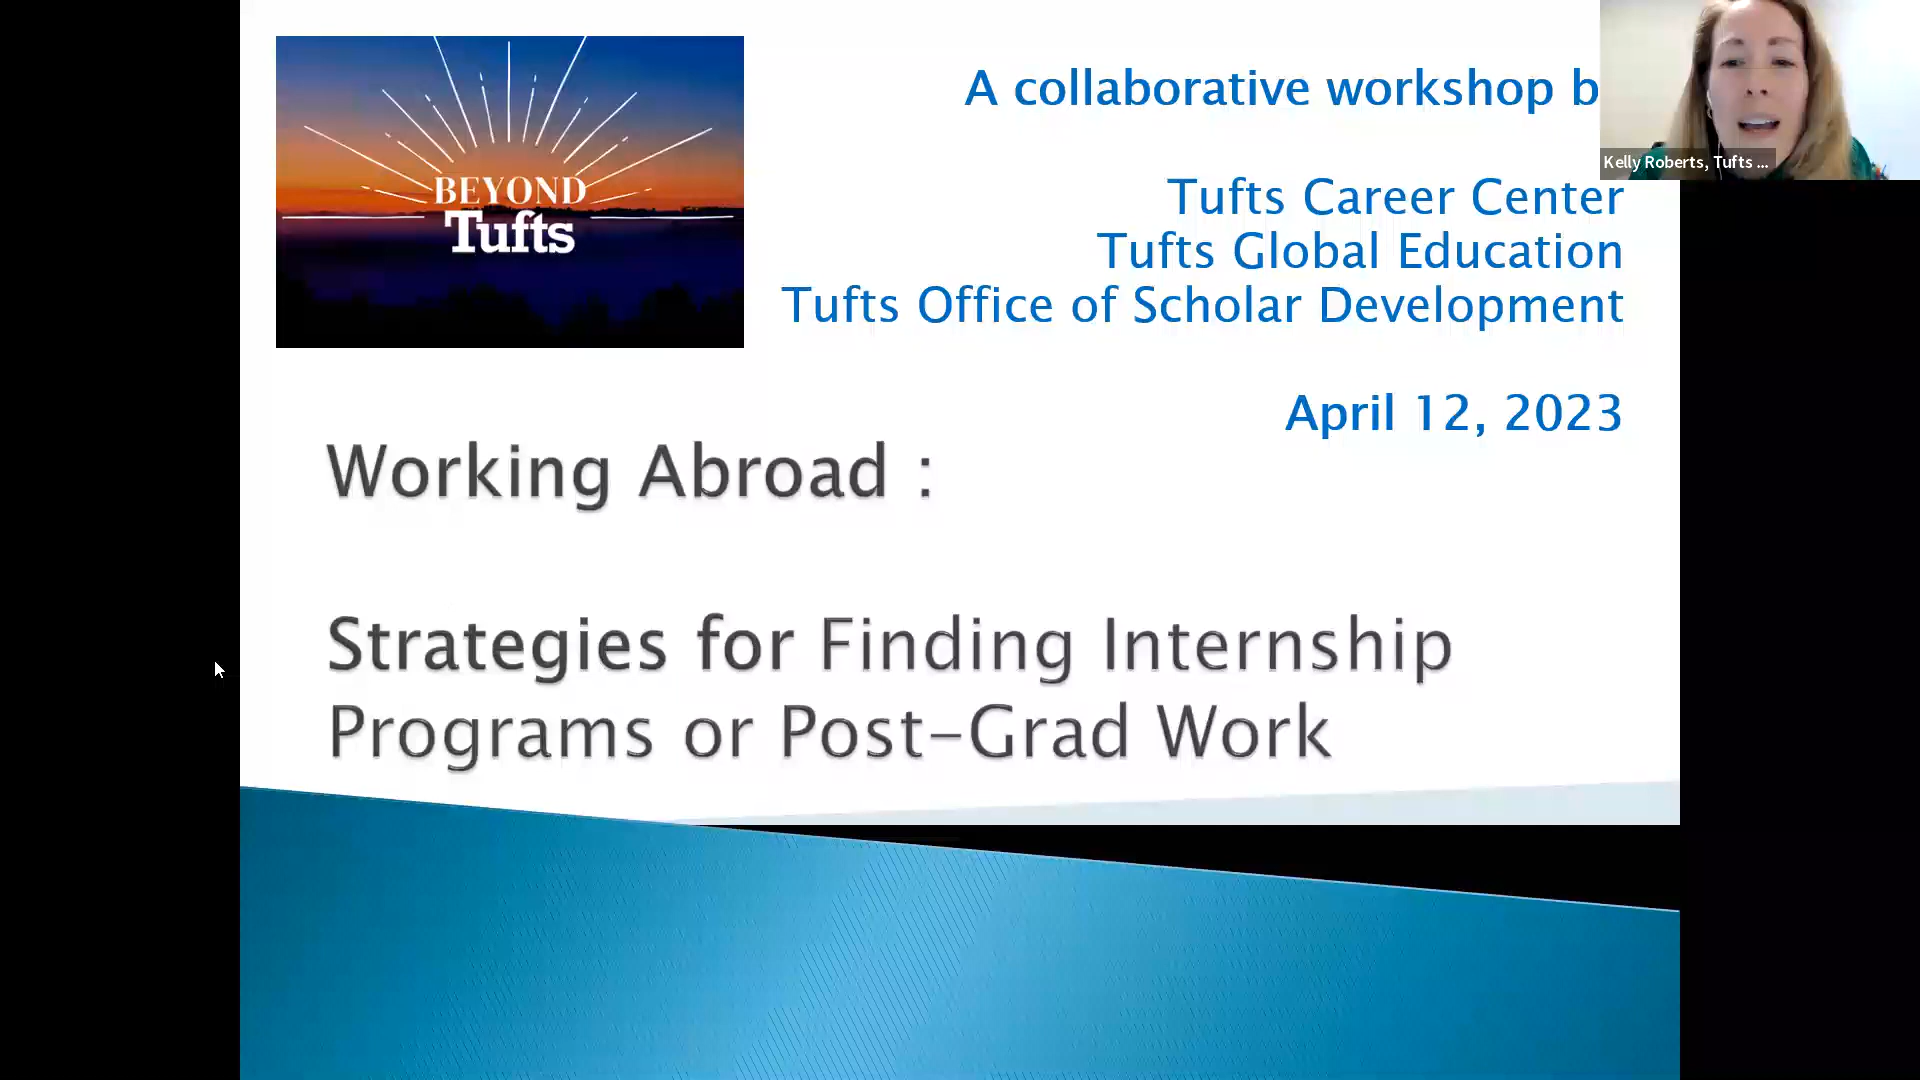 BEYOND
Tufts
A collaborative workshop b
Kelly Roberts, Tufts ...
Tufts Career Center
Tufts Global Education
Tufts Office of Scholar Development
April 12, 2023
Working Abroad :
Strategies for Finding Internship
Programs or Post-Grad Work